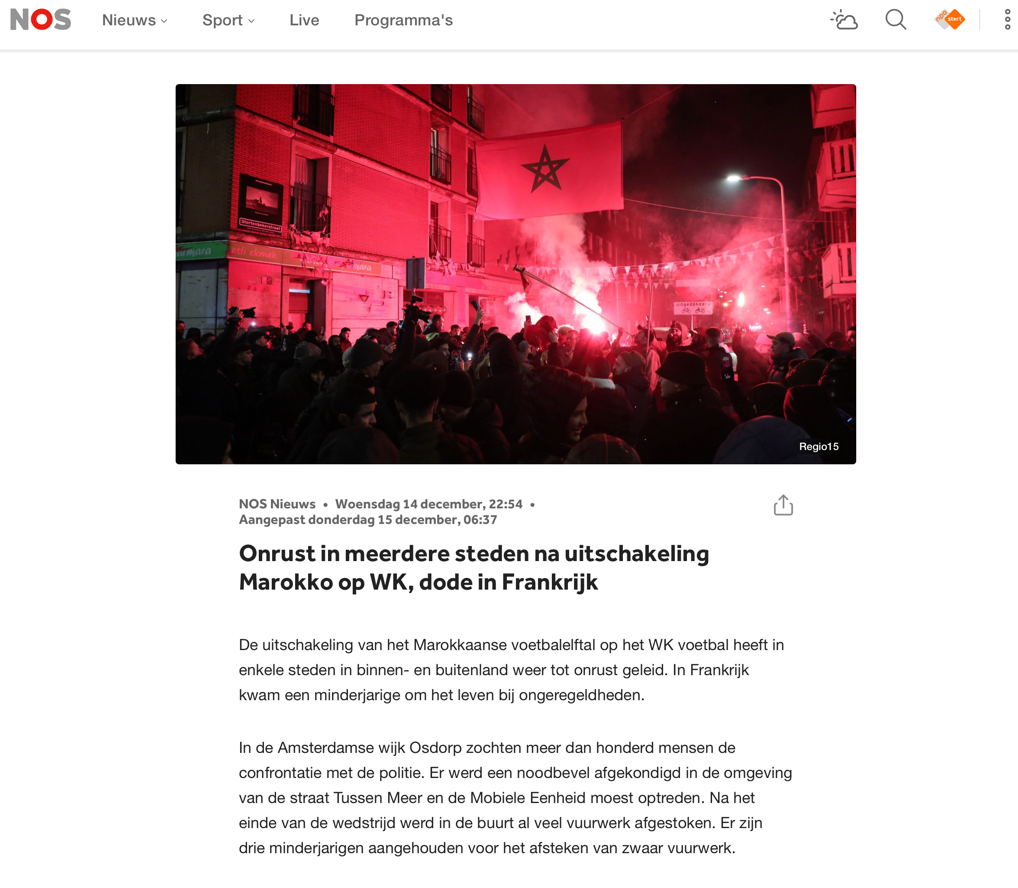 NOS
Nieuws
Sport
Live
Programma's
start
Regio15
NOS Nieuws • Woensdag 14 december, 22:54 •
Aangepast donderdag 15 december, 06:37
Onrust in meerdere steden na uitschakeling
Marokko op WK, dode in Frankrijk
De uitschakeling van het Marokkaanse voetbalelftal op het WK voetbal heeft in
enkele steden in binnen- en buitenland weer tot onrust geleid. In Frankrijk
kwam een minderjarige om het leven bij ongeregeldheden.
In de Amsterdamse wijk Osdorp zochten meer dan honderd mensen de
confrontatie met de politie. Er werd een noodbevel afgekondigd in de omgeving
van de straat Tussen Meer en de Mobiele Eenheid moest optreden. Na het
einde van de wedstrijd werd in de buurt al veel vuurwerk afgestoken. Er zijn
drie minderjarigen aangehouden voor het afsteken van zwaar vuurwerk.